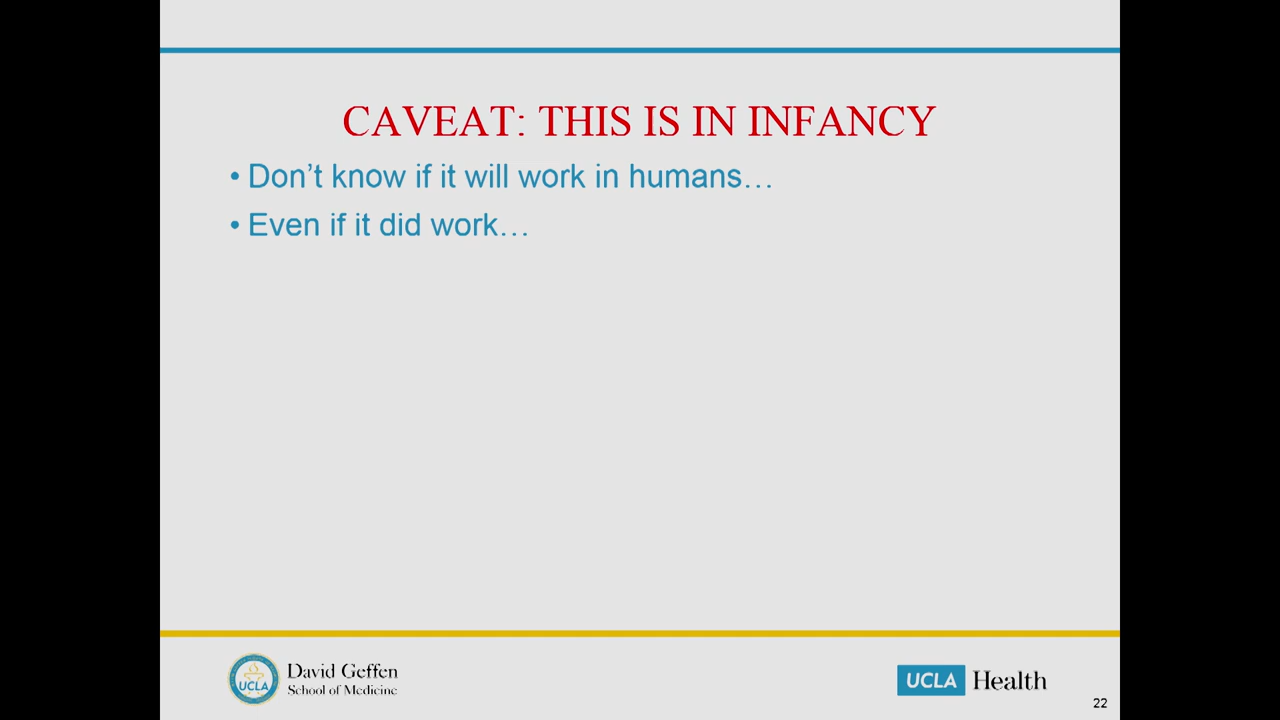 CAVEAT: THIS IS IN INFANCY
• Don’t know if it will work in humans…
• Even if it did work…
UCLA
David Geffen
School of Medicine
UCLA Health
22